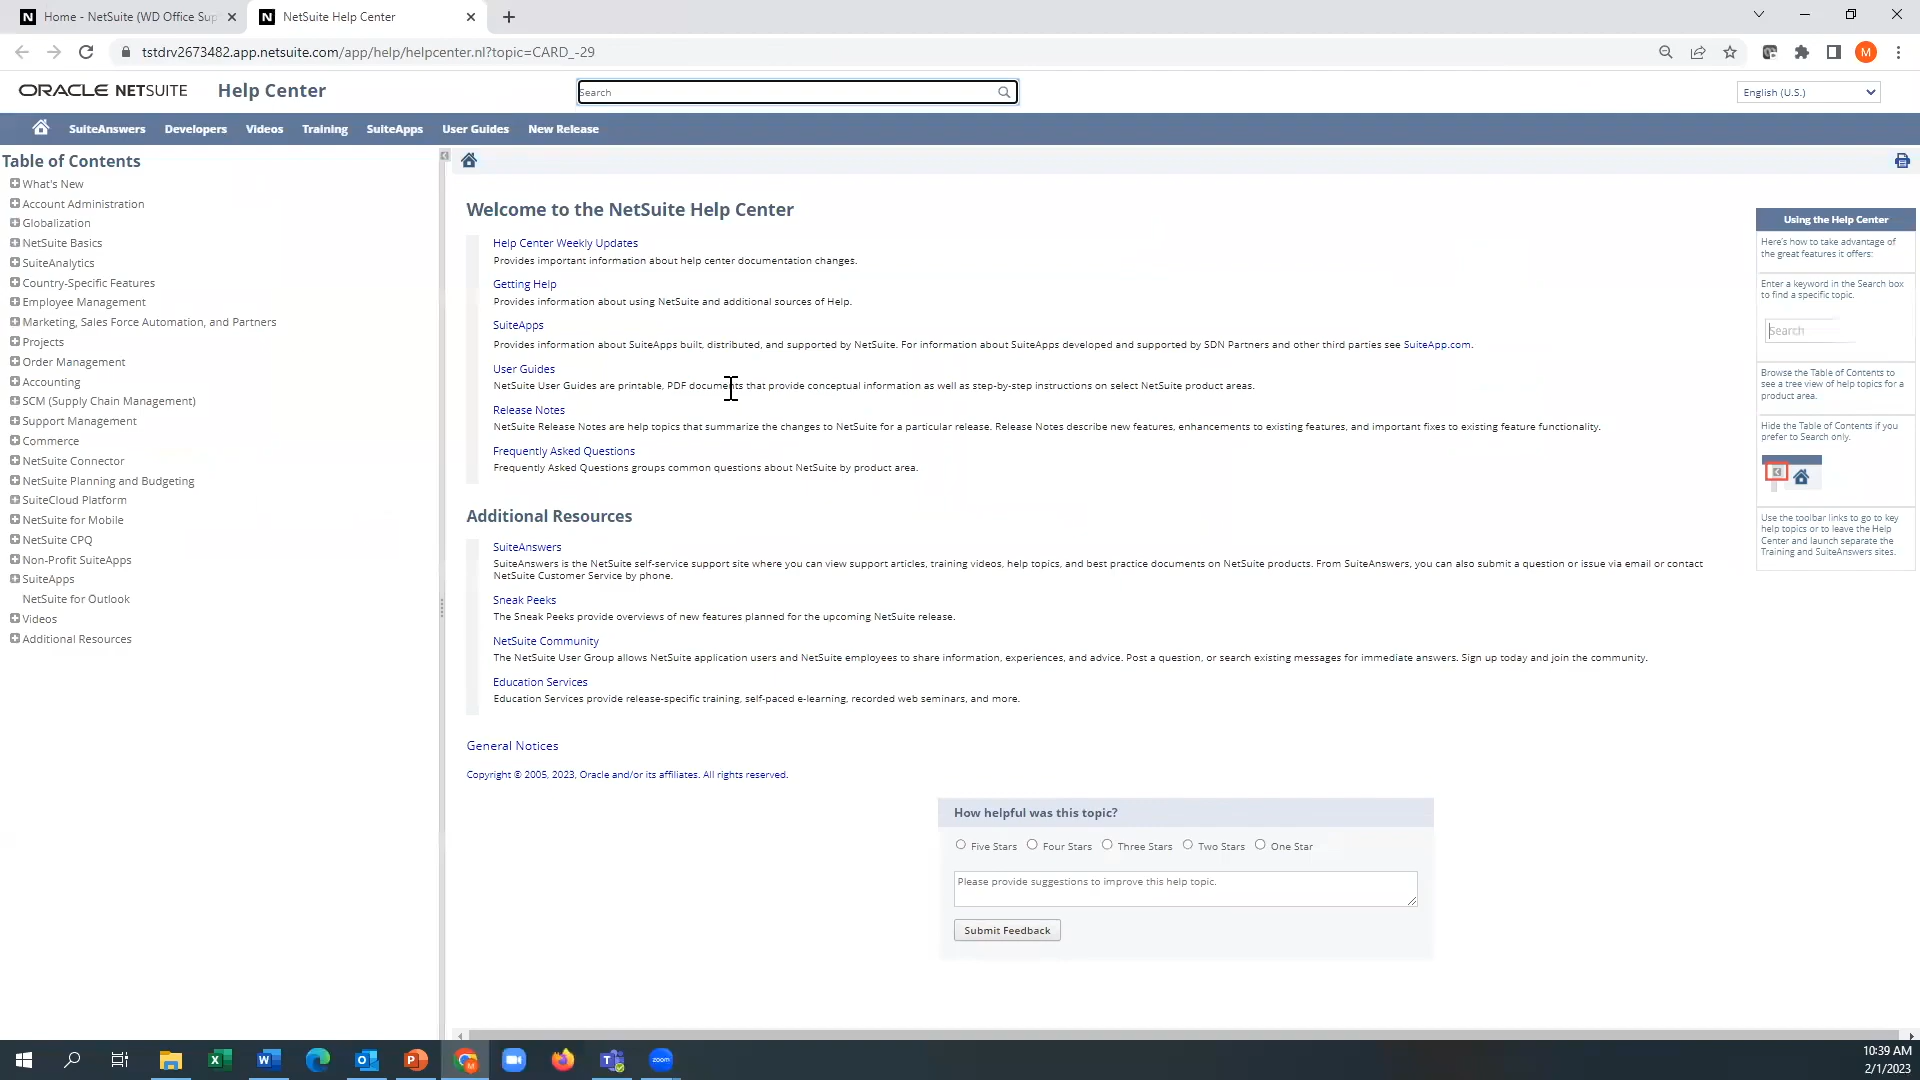 Home - NetSuite (WD Office Sup
NetSuite Help Center
tstdrv2673482.app.netsuite.com/app/help/helpcenter.nl?topic=CARD_-29
M
ORACLE NETSUITE
Help Center
Search
English (U.S.)
SuiteAnswers
Developers
Videos
Training
SuiteApps
User Guides
New Release
Table of Contents
What's New
Account Administration
Globalization
NetSuite Basics
SuiteAnalytics
Country-Specific Features
Employee Management
Marketing, Sales Force Automation, and Partners
Projects
Order Management
Accounting
SCM (Supply Chain Management)
Support Management
Commerce
NetSuite Connector
NetSuite Planning and Budgeting
SuiteCloud Platform
NetSuite for Mobile
NetSuite CPQ
Non-Profit SuiteApps
SuiteApps
NetSuite for Outlook
Videos
Additional Resources
Welcome to the NetSuite Help Center
Help Center Weekly Updates
Provides important information about help center documentation changes.
Getting Help
Provides information about using NetSuite and additional sources of Help.
SuiteApps
Provides information about SuiteApps built, distributed, and supported by NetSuite. For information about SuiteApps developed and supported by SDN Partners and other third parties see SuiteApp.com.
User Guides
NetSuite User Guides are printable, PDF documents that provide conceptual information as well as step-by-step instructions on select NetSuite product areas.
Release Notes
NetSuite Release Notes are help topics that summarize the changes to NetSuite for a particular release. Release Notes describe new features, enhancements to existing features, and important fixes to existing feature functionality.
Frequently Asked Questions
Frequently Asked Questions groups common questions about NetSuite by product area.
Additional Resources
SuiteAnswers
SuiteAnswers is the NetSuite self-service support site where you can view support articles, training videos, help topics, and best practice documents on NetSuite products. From SuiteAnswers, you can also submit a question or issue via email or contact
NetSuite Customer Service by phone.
Sneak Peeks
The Sneak Peeks provide overviews of new features planned for the upcoming NetSuite release.
NetSuite Community
The NetSuite User Group allows NetSuite application users and NetSuite employees to share information, experiences, and advice. Post a question, or search existing messages for immediate answers. Sign up today and join the community.
Education Services
Education Services provide release-specific training, self-paced e-learning, recorded web seminars, and more.
General Notices
Copyright © 2005, 2023, Oracle and/or its affiliates. All rights reserved.
How helpful was this topic?
Five Stars
Four Stars
Three Stars
Two Stars
One Star
Please provide suggestions to improve this help topic.
Submit Feedback
Using the Help Center
Here's how to take advantage of
the great features it offers:
Enter a keyword in the Search box
to find a specific topic.
Search
Browse the Table of Contents to
see a tree view of help topics for a
product area.
Hide the Table of Contents if you
prefer to Search only.
Use the toolbar links to go to key
help topics or to leave the Help
Center and launch separate the
Training and SuiteAnswers sites.
zoom
10:39 AM
2/1/2023